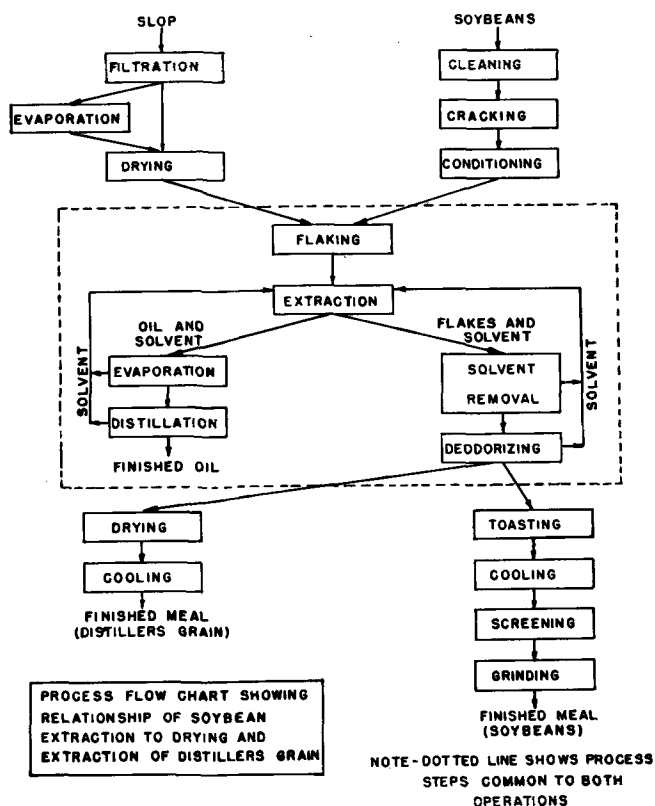 SLOP
SOYBEANS
FILTRATION
CLEANING
EVAPORATION
CRACKING
DRYING
CONDITIONING
FLAKING
EXTRACTION
OIL AND
SOLVENT
FLAKES AND
SOLVENT
SOLVENT
EVAPORATION
SOLVENT
REMOVAL
SOLVENT
DISTILLATION
DEODORIZING
FINISHED OIL
DRYING
TOASTING
COOLING
COOLING
FINISHED MEAL
(DISTILLERS GRAIN)
SCREENING
GRINDING
FINISHED MEAL
(SOYBEANS)
PROCESS FLOW CHART SHOWING
RELATIONSHIP OF SOYBEAN
EXTRACTION TO DRYING AND
EXTRACTION OF DISTILLERS GRAIN
NOTE-DOTTED LINE SHOWS PROCESS
STEPS COMMON TO BOTH
OPERATIONS